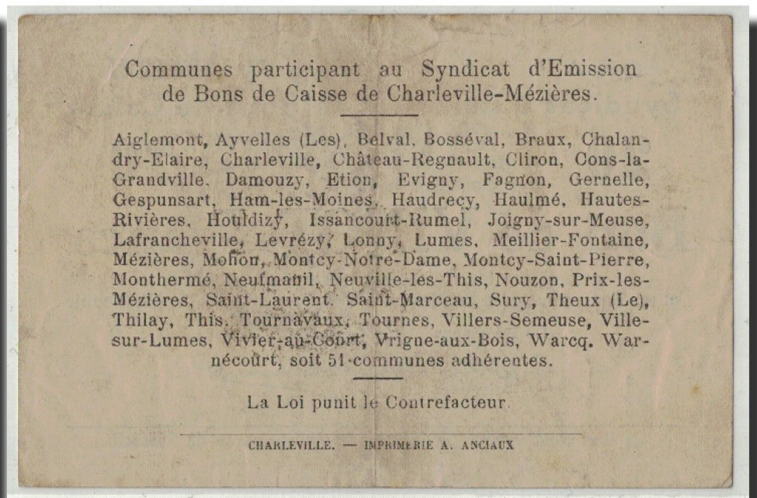 Communes participant au Syndicat d'Emission
de Bons de Caisse de Charleville-Mézières.
Aiglemont, Ayvelles (Les), Belval, Bosséval, Braux, Chalan-
dry-Elaire, Charleville, Château-Regnault, Cliron, Cons-la-
Grandville. Damouzy, Etion, Evigny, Fagnon, Gernelle,
Gespunsart, Ham-les-Moines, Haudrecy, Haulmé, Hautes-
Rivières, Houldizy, Issancourt-Rumel, Joigny-sur-Meuse,
Lafrancheville, Levrézy, Lonny, Lumes, Meillier-Fontaine,
Mézières, Mohon, Montcy-Notre-Dame, Montcy-Saint-Pierre,
Monthermé, Neufmanil, Neuville-les-This, Nouzon, Prix-les-
Mézières, Saint-Laurent, Saint-Marceau, Sury, Theux (Le),
Thilay, This, Tournavaux, Tournes, Villers-Semeuse, Ville-
sur-Lumes, Vivier-au-Court, Vrigne-aux-Bois, Warcq. War-
nécourt, soit 51 communes adhérentes.
La Loi punit le Contrefacteur.
CHARLEVILLE. — IMPRIMERIE A. ANCIAUX